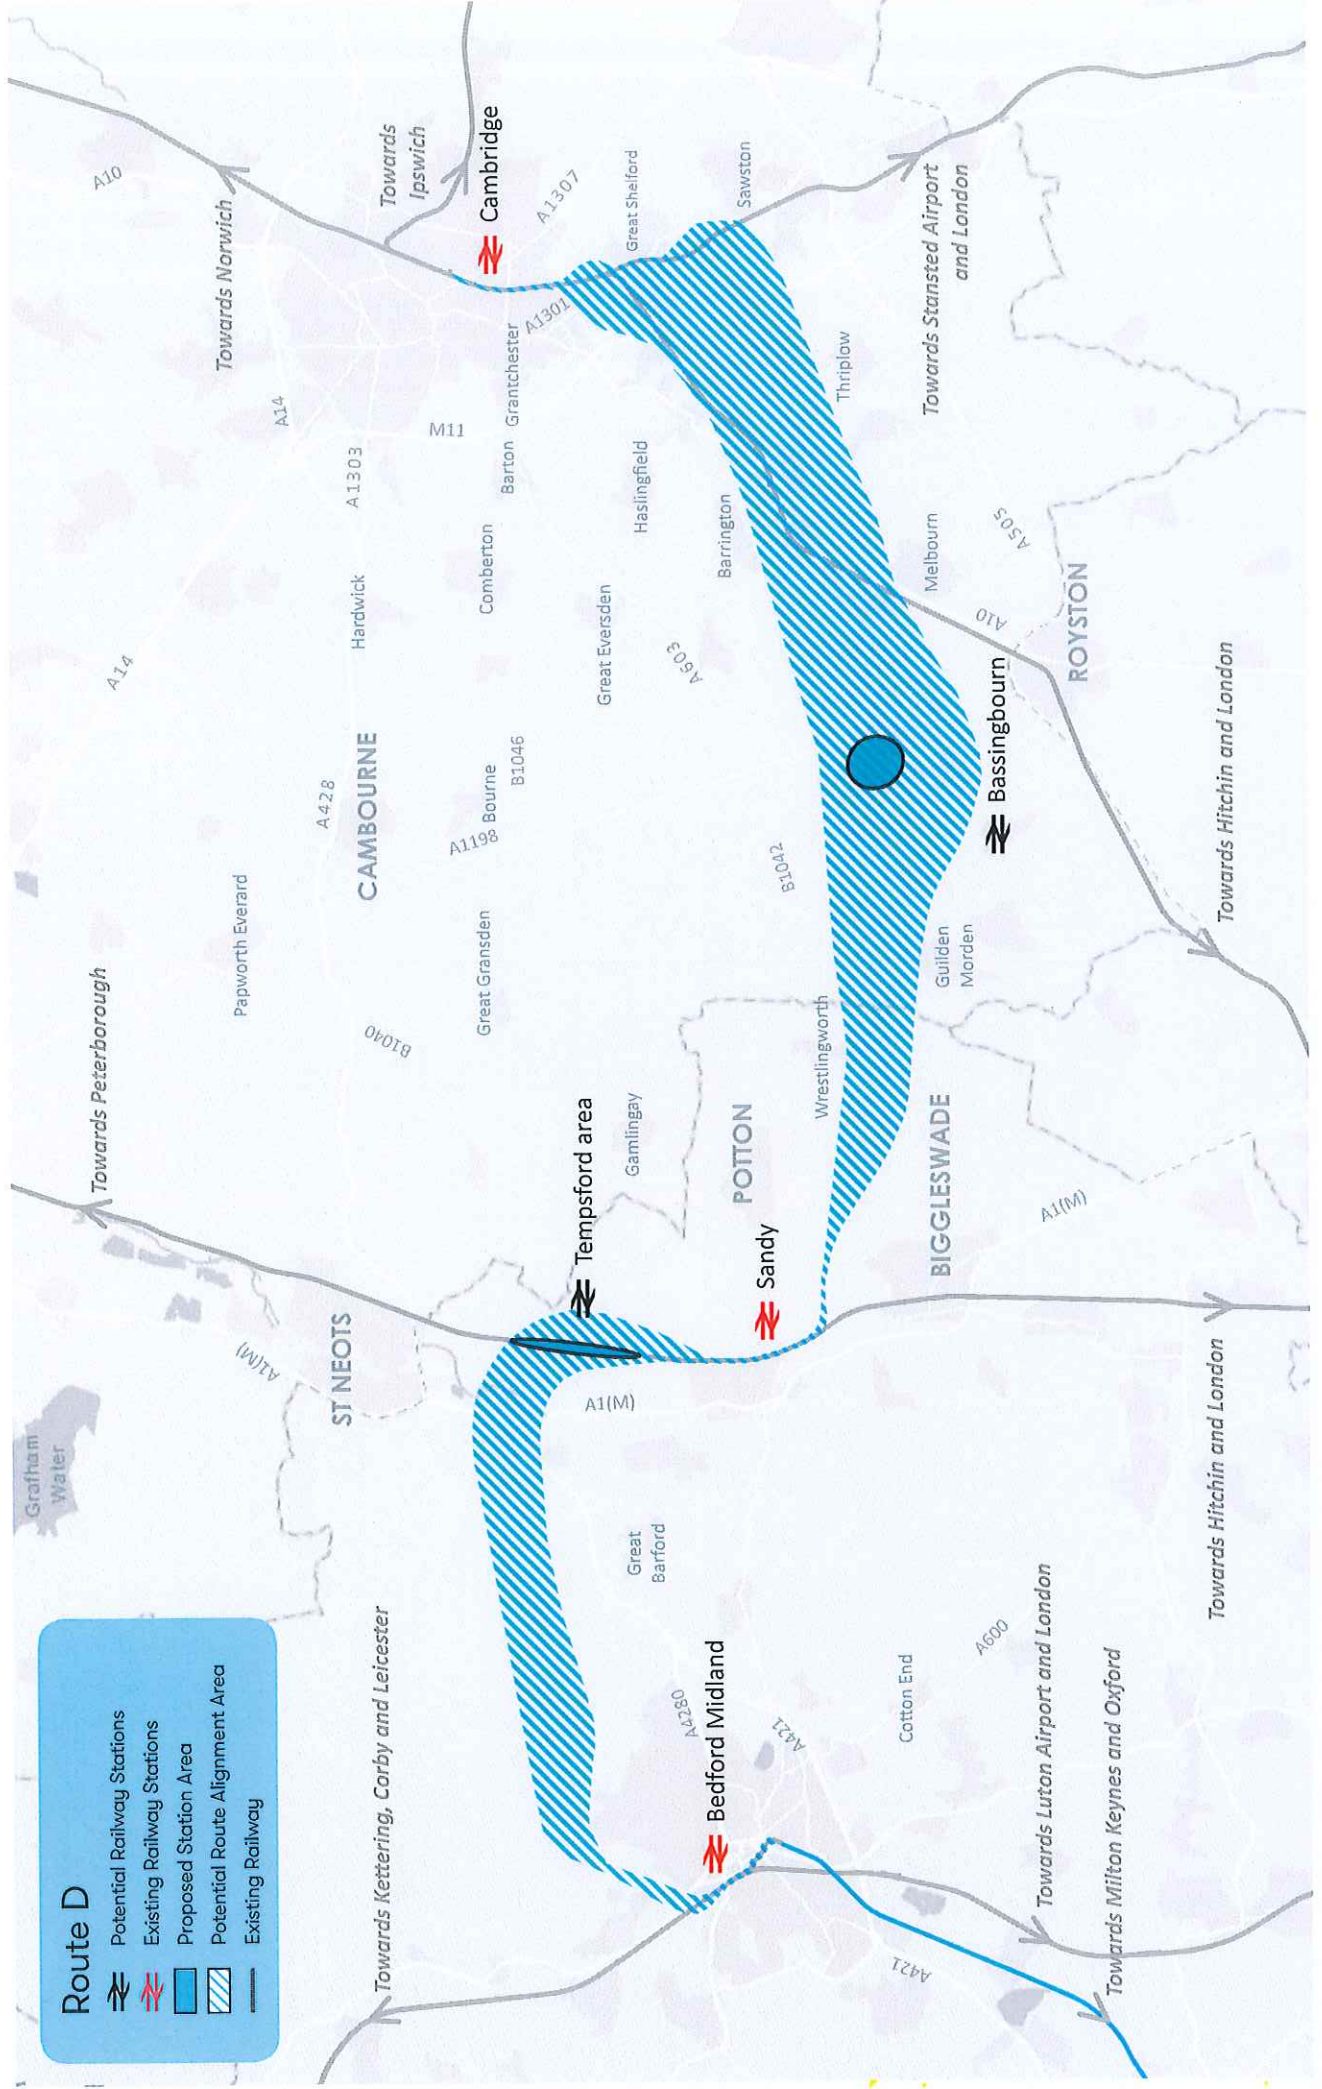 Route D
Potential Railway Stations
Existing Railway Stations
Proposed Station Area
Potential Route Alignment Area
Existing Railway
Grafham
Water
Towards Peterborough
A14
A10
Towards Norwich
Towards
Ipswich
Papworth Everard
A14
A1(M)
ST NEOTS
A428
CAMBOURNE
Hardwick
A1303
B1040
Towards Kettering, Corby and Leicester
M11
Great Gransden
A1198
Bourne
B1046
Comberton
Barton
Grantchester
Cambridge
A1301
A1307
Tempsford area
A1(M)
Great
Barford
Gamlingay
Great Eversden
Haslingfield
Great Shelford
A603
A4280
Bedford Midland
Sandy
POTTON
B1042
Barrington
Sawston
A421
Wrestlingworth
Thriplow
Cotton End
A421
BIGGLESWADE
Guilden
Morden
Melbourn
Towards Stansted Airport
and London
A600
Bassingbourn
A10
A505
Towards Luton Airport and London
A1(M)
ROYSTON
Towards Milton Keynes and Oxford
Towards Hitchin and London
Towards Hitchin and London